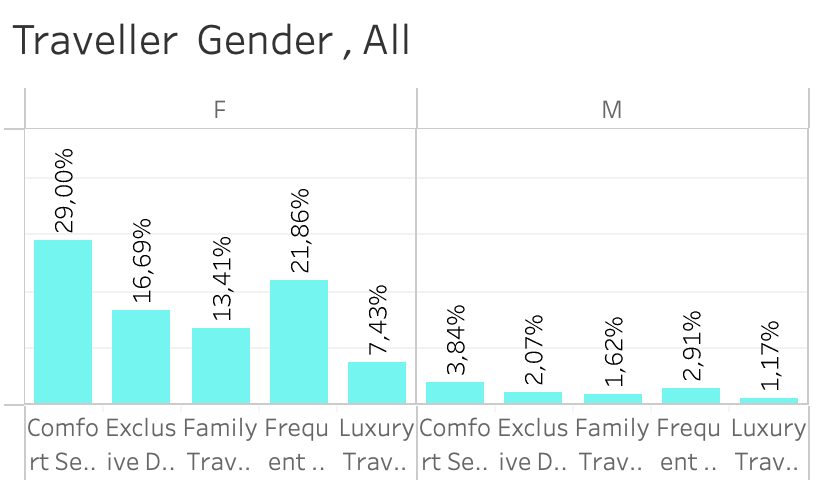 Traveller Gender , All
F M
29,00% 16,69% 13,41% 21,86% 7,43% 3,84% 2,07% 1,62% 2,91% 1,17%
Comfo Exclus Family Frequ Luxury Comfo Exclus Family Frequ Luxury
rt Se.. ive D.. Trav.. ent .. Trav.. rt Se.. ive D.. Trav.. ent .. Trav..